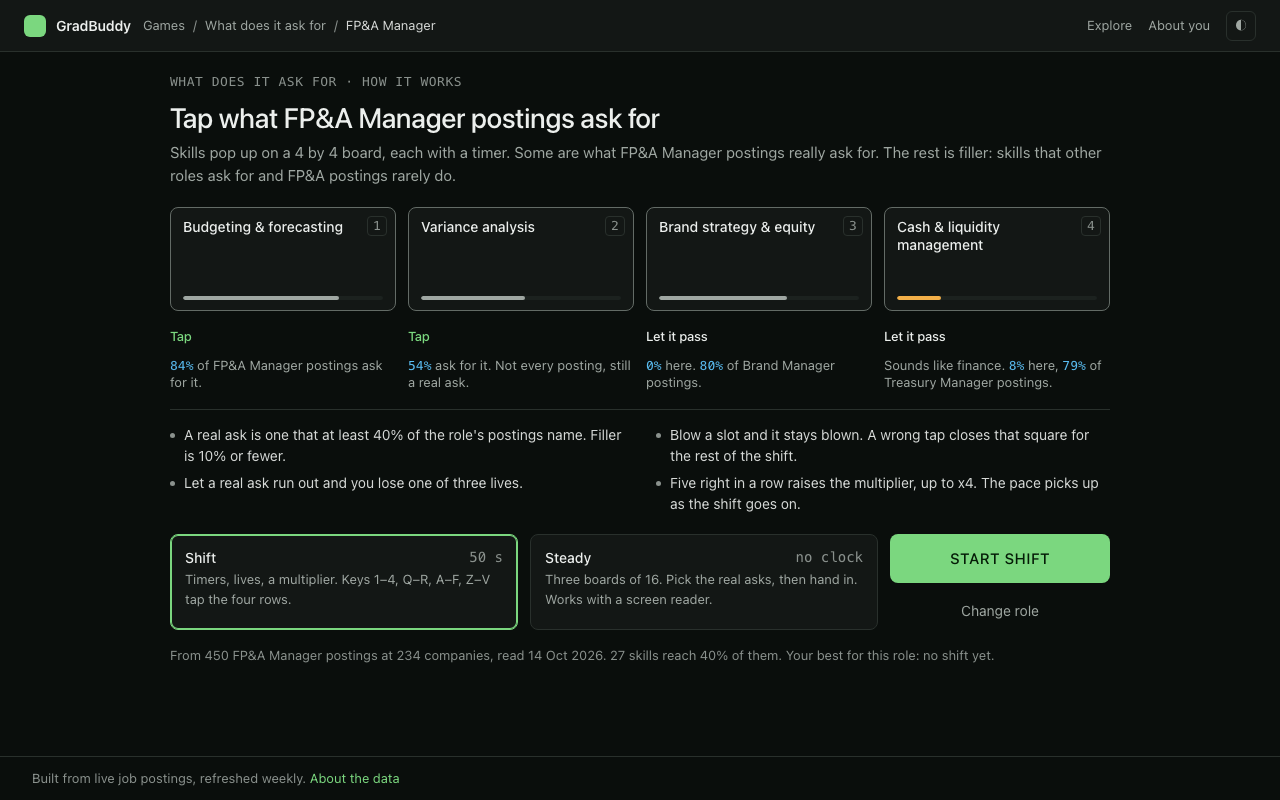 GradBuddy Games / What does it ask for / FP&A Manager Explore About you
WHAT DOES IT ASK FOR · HOW IT WORKS
Tap what FP&A Manager postings ask for
Skills pop up on a 4 by 4 board, each with a timer. Some are what FP&A Manager postings really ask for. The rest is filler: skills that other
roles ask for and FP&A postings rarely do.
Budgeting & forecasting 1
Variance analysis 2
Brand strategy & equity 3
Cash & liquidity 4
management
Tap
84% of FP&A Manager postings ask
for it.
Tap
54% ask for it. Not every posting, still
a real ask.
Let it pass
0% here. 80% of Brand Manager
postings.
Let it pass
Sounds like finance. 8% here, 79% of
Treasury Manager postings.
A real ask is one that at least 40% of the role's postings name. Filler
is 10% or fewer.
Let a real ask run out and you lose one of three lives.
Blow a slot and it stays blown. A wrong tap closes that square for
the rest of the shift.
Five right in a row raises the multiplier, up to x4. The pace picks up
as the shift goes on.
Shift 50 s
Timers, lives, a multiplier. Keys 1–4, Q–R, A–F, Z–V
tap the four rows.
Steady no clock
Three boards of 16. Pick the real asks, then hand in.
Works with a screen reader.
START SHIFT
Change role
From 450 FP&A Manager postings at 234 companies, read 14 Oct 2026. 27 skills reach 40% of them. Your best for this role: no shift yet.
Built from live job postings, refreshed weekly. About the data